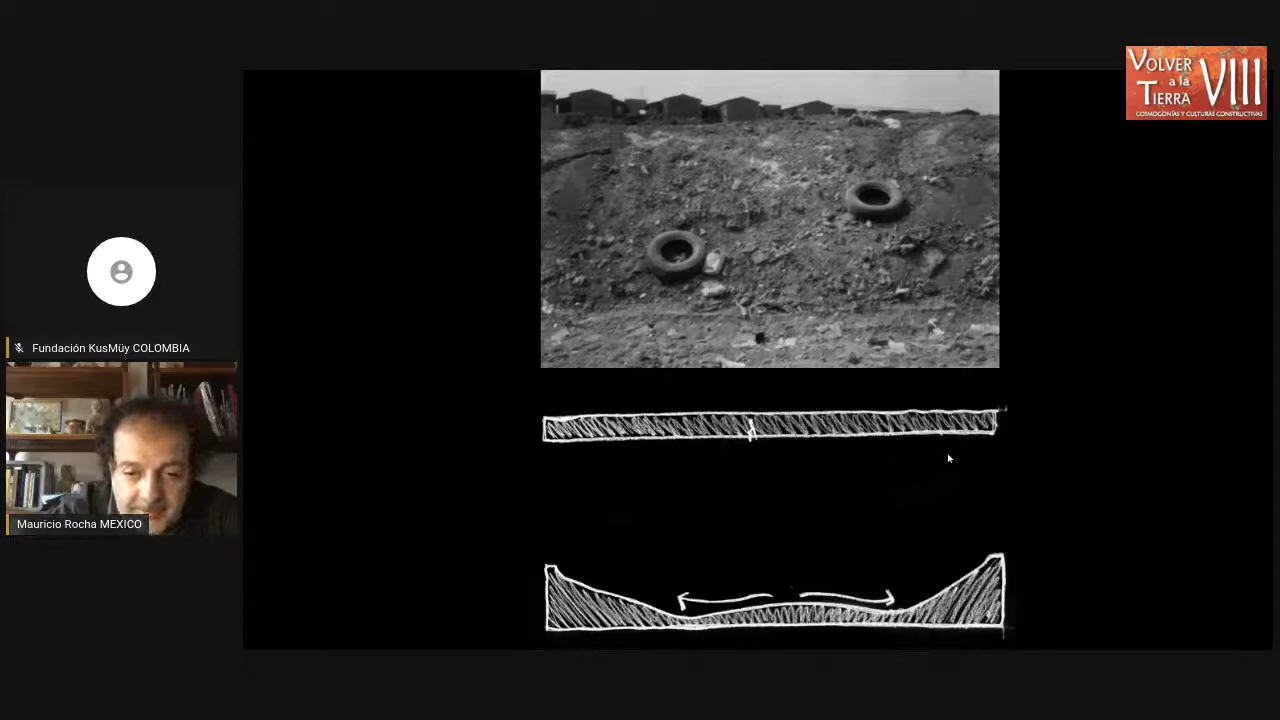 VOLVER
a la
TIERRA
VIII
COSMOGONÍAS Y CULTURAS CONSTRUCTIVAS
Fundación KusMüy COLOMBIA
Mauricio Rocha MEXICO